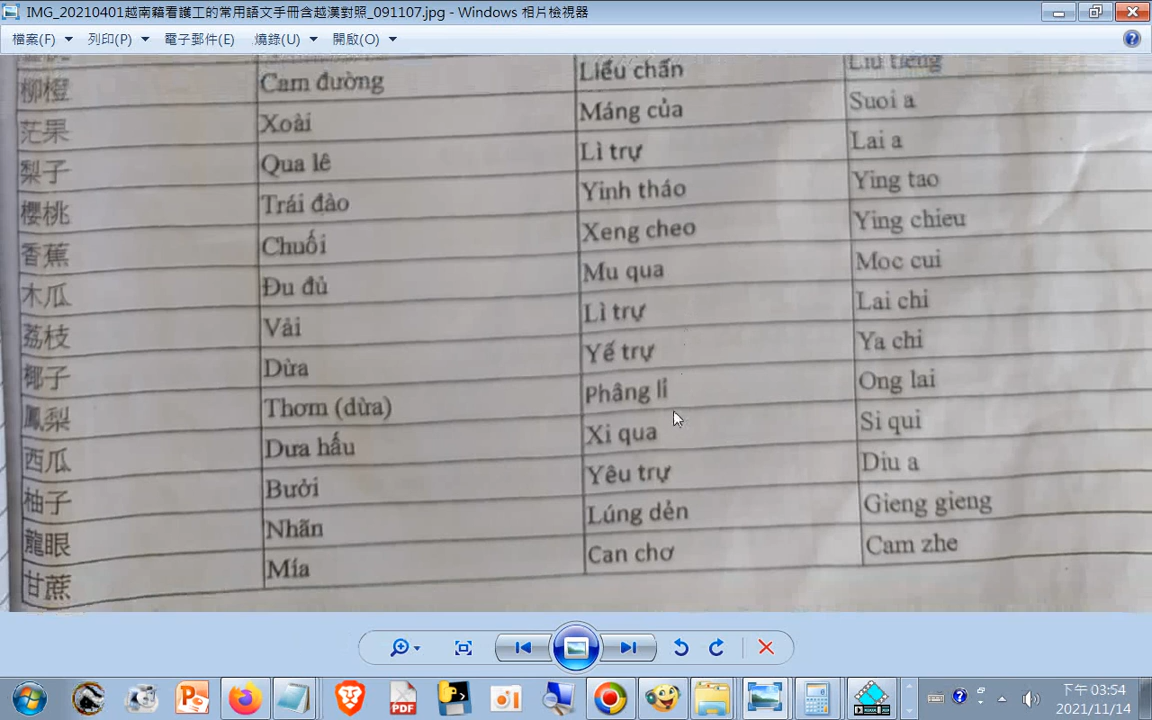 IMG_20210401越南籍看護工的常用語文手冊含越漢對照_091107.jpg - Windows 相片檢視器
檔案(F) 列印(P) 電子郵件(E) 燒錄(U) 開啟(O)
柳橙 Cam đường Liểu chấn Liu tieng
茫果 Xoài Máng của Suoi a
梨子 Qua lê Lì trự Lai a
櫻桃 Trái đào Yinh tháo Ying tao
香蕉 Chuối Xeng cheo Ying chieu
木瓜 Đu đủ Mu qua Moc cui
荔枝 Vải Lì trự Lai chi
椰子 Dừa Yế trự Ya chi
鳳梨 Thơm (dừa) Phâng lỉ Ong lai
西瓜 Dưa hấu Xi qua Si qui
柚子 Bưởi Yêu trự Diu a
龍眼 Nhãn Lúng dẻn Gieng gieng
甘蔗 Mía Can chơ Cam zhe
下午 03:54
2021/11/14